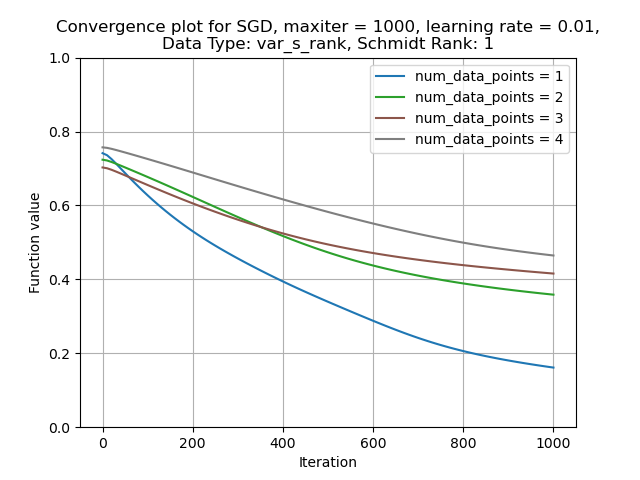 Convergence plot for SGD, maxiter = 1000, learning rate = 0.01,
Data Type: var_s_rank, Schmidt Rank: 1
num_data_points = 1
num_data_points = 2
num_data_points = 3
num_data_points = 4
Function value
1.0
0.8
0.6
0.4
0.2
0.0
0 200 400 600 800 1000
Iteration